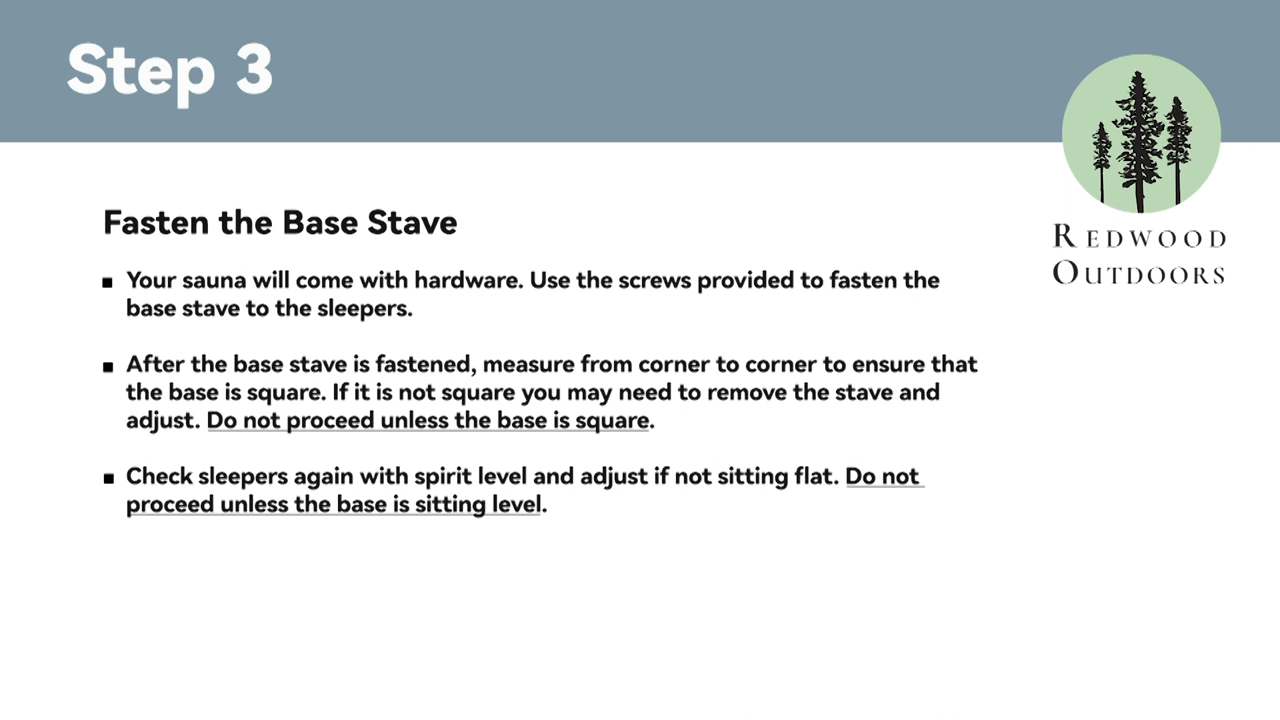 Step 3
REDWOOD
OUTDOORS
Fasten the Base Stave
▪ Your sauna will come with hardware. Use the screws provided to fasten the
base stave to the sleepers.
▪ After the base stave is fastened, measure from corner to corner to ensure that
the base is square. If it is not square you may need to remove the stave and
adjust. Do not proceed unless the base is square.
▪ Check sleepers again with spirit level and adjust if not sitting flat. Do not
proceed unless the base is sitting level.